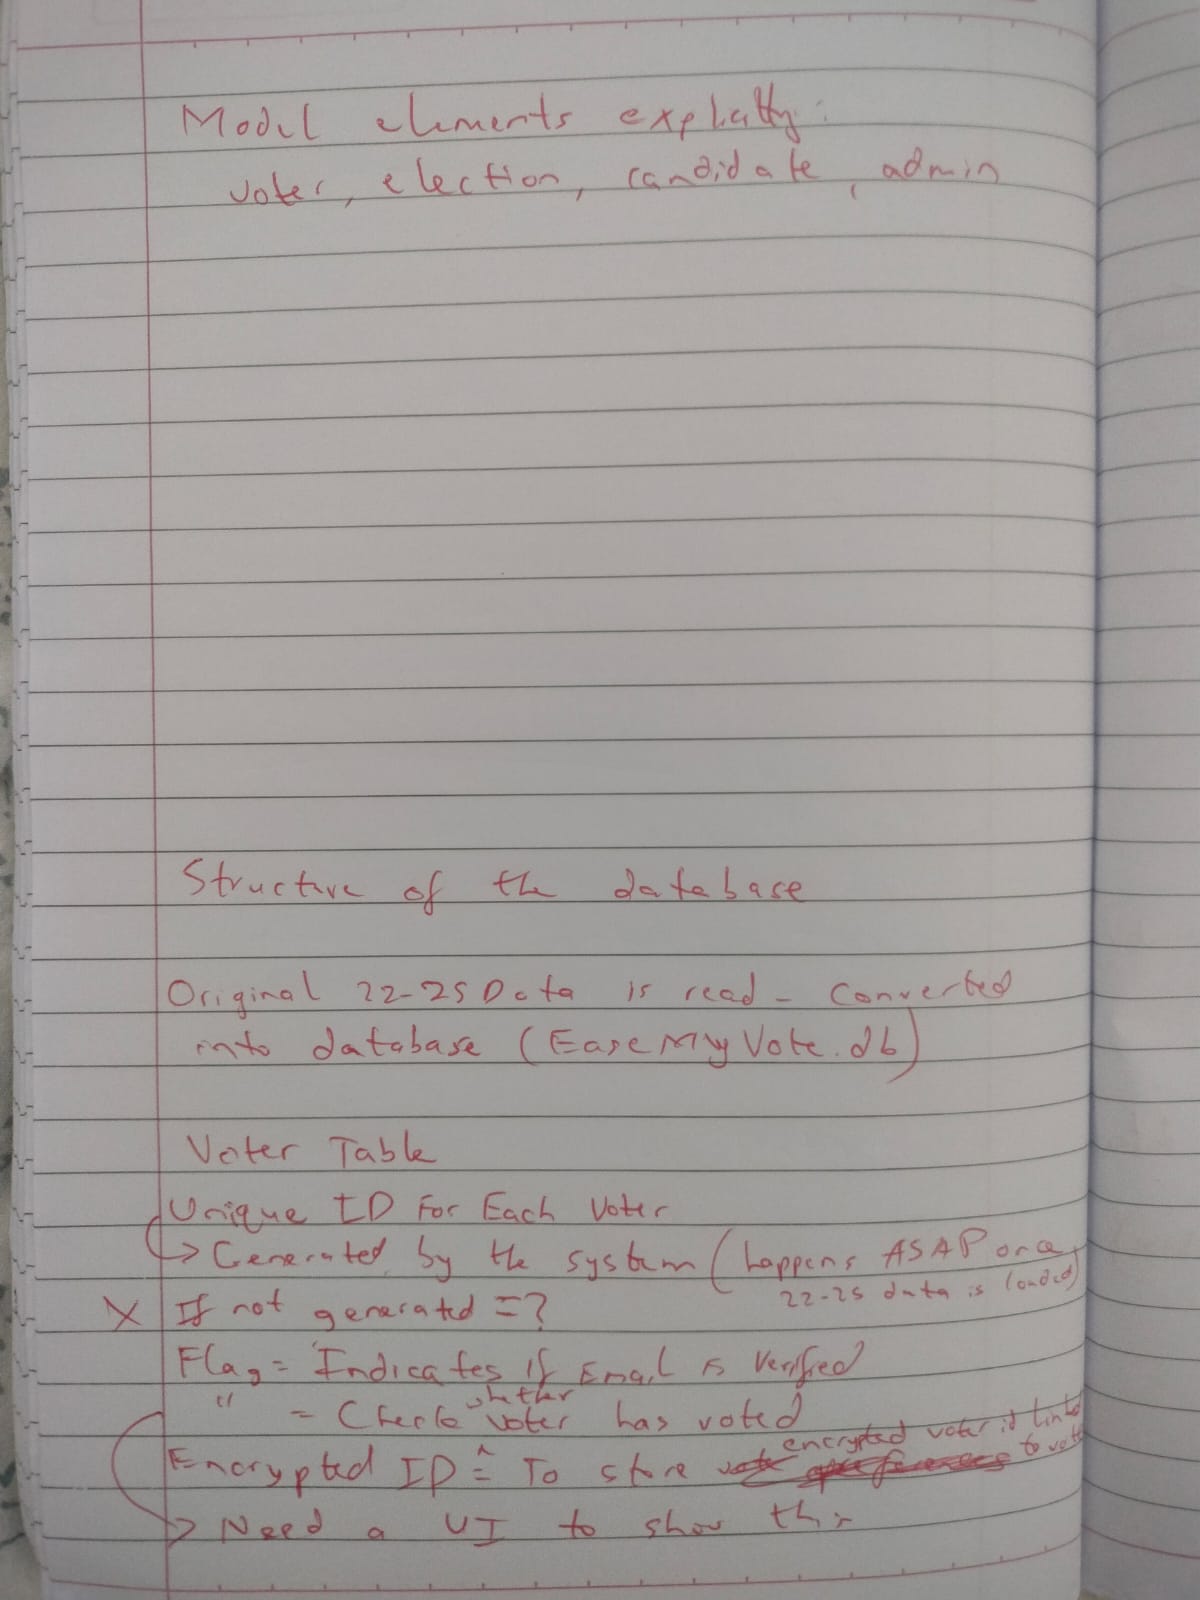 Model elements explicitly:
voter, election, candidate, admin
Structure of the database
Original 22-25 Data is read - converted
into database (EaseMyVote.db)
Voter Table
Unique ID For Each Voter
→ Generated by the system (happens ASAP once
22-25 data is loaded)
X If not generated = ?
Flag = Indicates if Email is Verified
" = Check whether voter has voted
Encrypted ID = To store encrypted voter id linked
to vote
→ Need a UI to show this